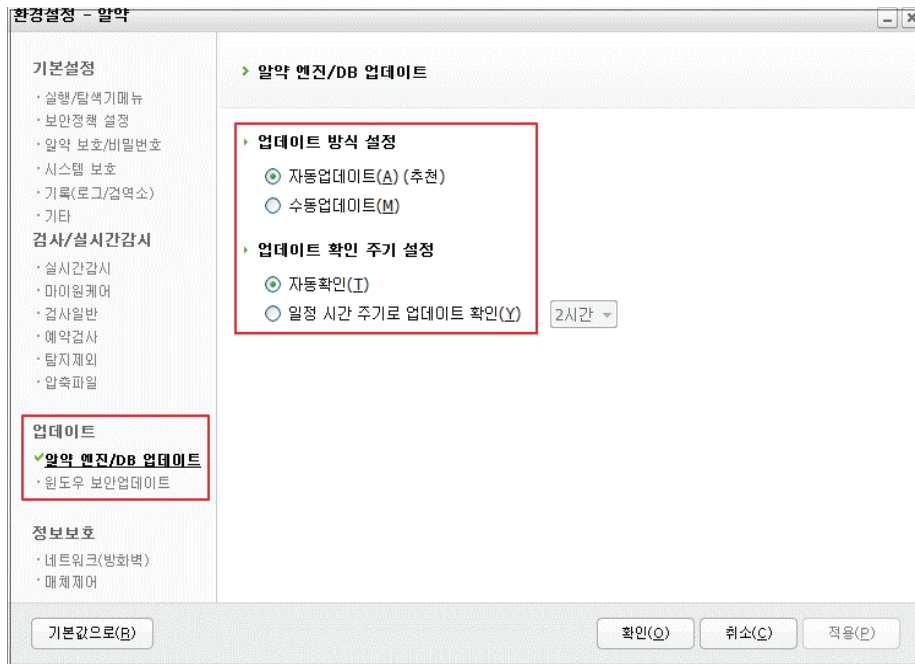 환경설정 - 알약
기본설정
· 실행/탐색기메뉴
· 보안정책 설정
· 알약 보호/비밀번호
· 시스템 보호
· 기록(로그/검역소)
· 기타
검사/실시간감시
· 실시간감시
· 마이원케어
· 검사일반
· 예약검사
· 탐지제외
· 압축파일
업데이트
알약 엔진/DB 업데이트
· 윈도우 보안업데이트
정보보호
· 네트워크(방화벽)
· 매체제어
알약 엔진/DB 업데이트
업데이트 방식 설정
자동업데이트(A) (추천)
수동업데이트(M)
업데이트 확인 주기 설정
자동확인(T)
일정 시간 주기로 업데이트 확인(Y) 2시간
기본값으로(R) 확인(O) 취소(C) 적용(P)